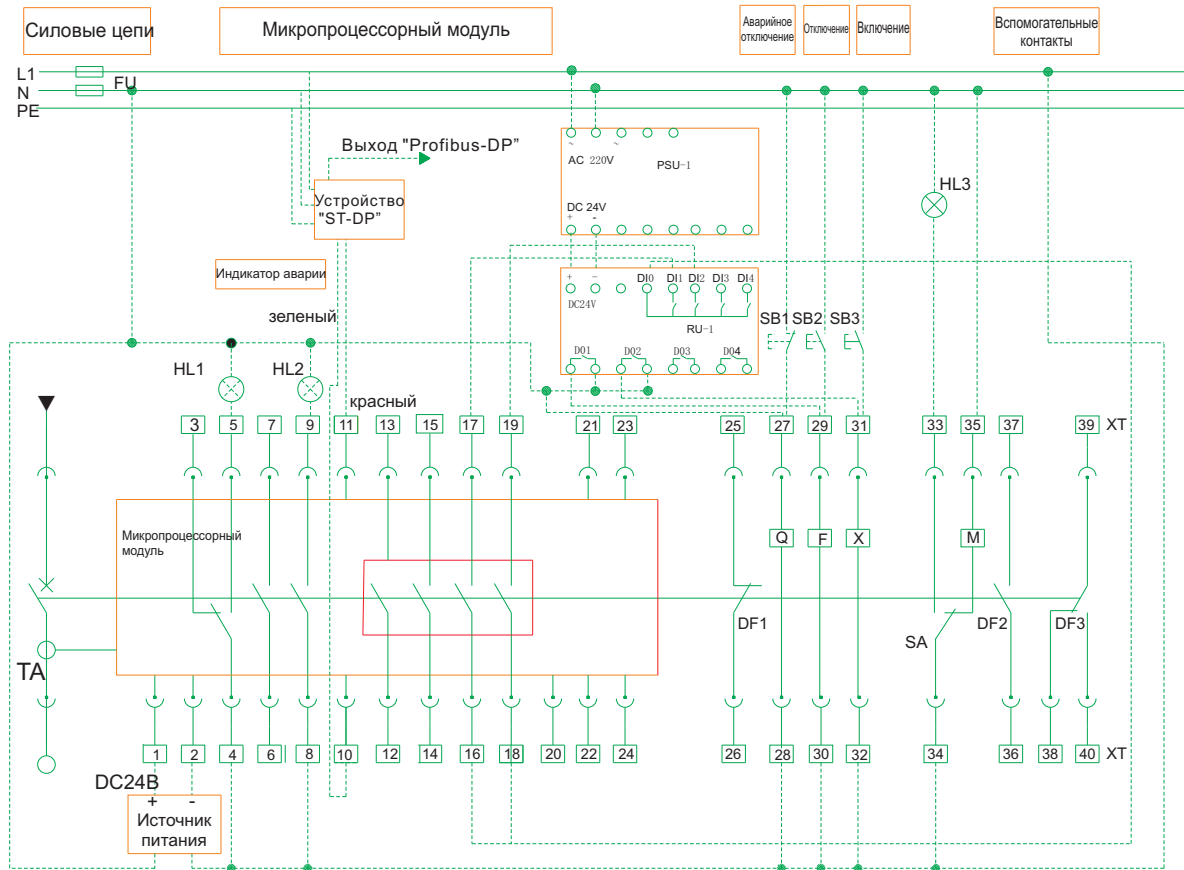 Силовые цепи
Микропроцессорный модуль
Аварийное
отключение
Отключение
Включение
Вспомогательные
контакты
L1
FU
N
PE
Выход "Profibus-DP"
~ ~
AC 220V
PSU-1
DC 24V
+ -
Устройство
"ST-DP"
HL3
Индикатор аварии
+ − DI0 DI1 DI2 DI3 DI4
DC24V
RU-1
зеленый
SB1 SB2 SB3
D01 D02 D03 D04
HL1 HL2
красный
3 5 7 9 11 13 15 17 19 21 23 25 27 29 31 33 35 37 39 XT
Микропроцессорный
модуль
Q F X M
DF1 SA DF2 DF3
TA
1 2 4 6 8 10 12 14 16 18 20 22 24 26 28 30 32 34 36 38 40 XT
DC24B
+ -
Источник
питания